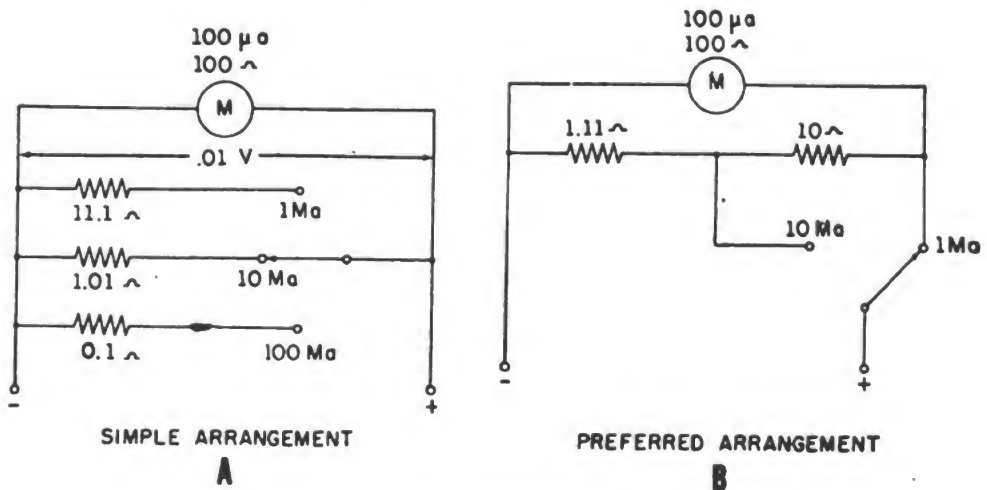 100 μa
100 ⌢
M
.01 V
11.1 ⌢
1Ma
1.01 ⌢
10 Ma
0.1 ⌢
100 Ma
-
+
SIMPLE ARRANGEMENT
A
100 μa
100 ⌢
M
1.11 ⌢
10 ⌢
10 Ma
1Ma
-
+
PREFERRED ARRANGEMENT
B